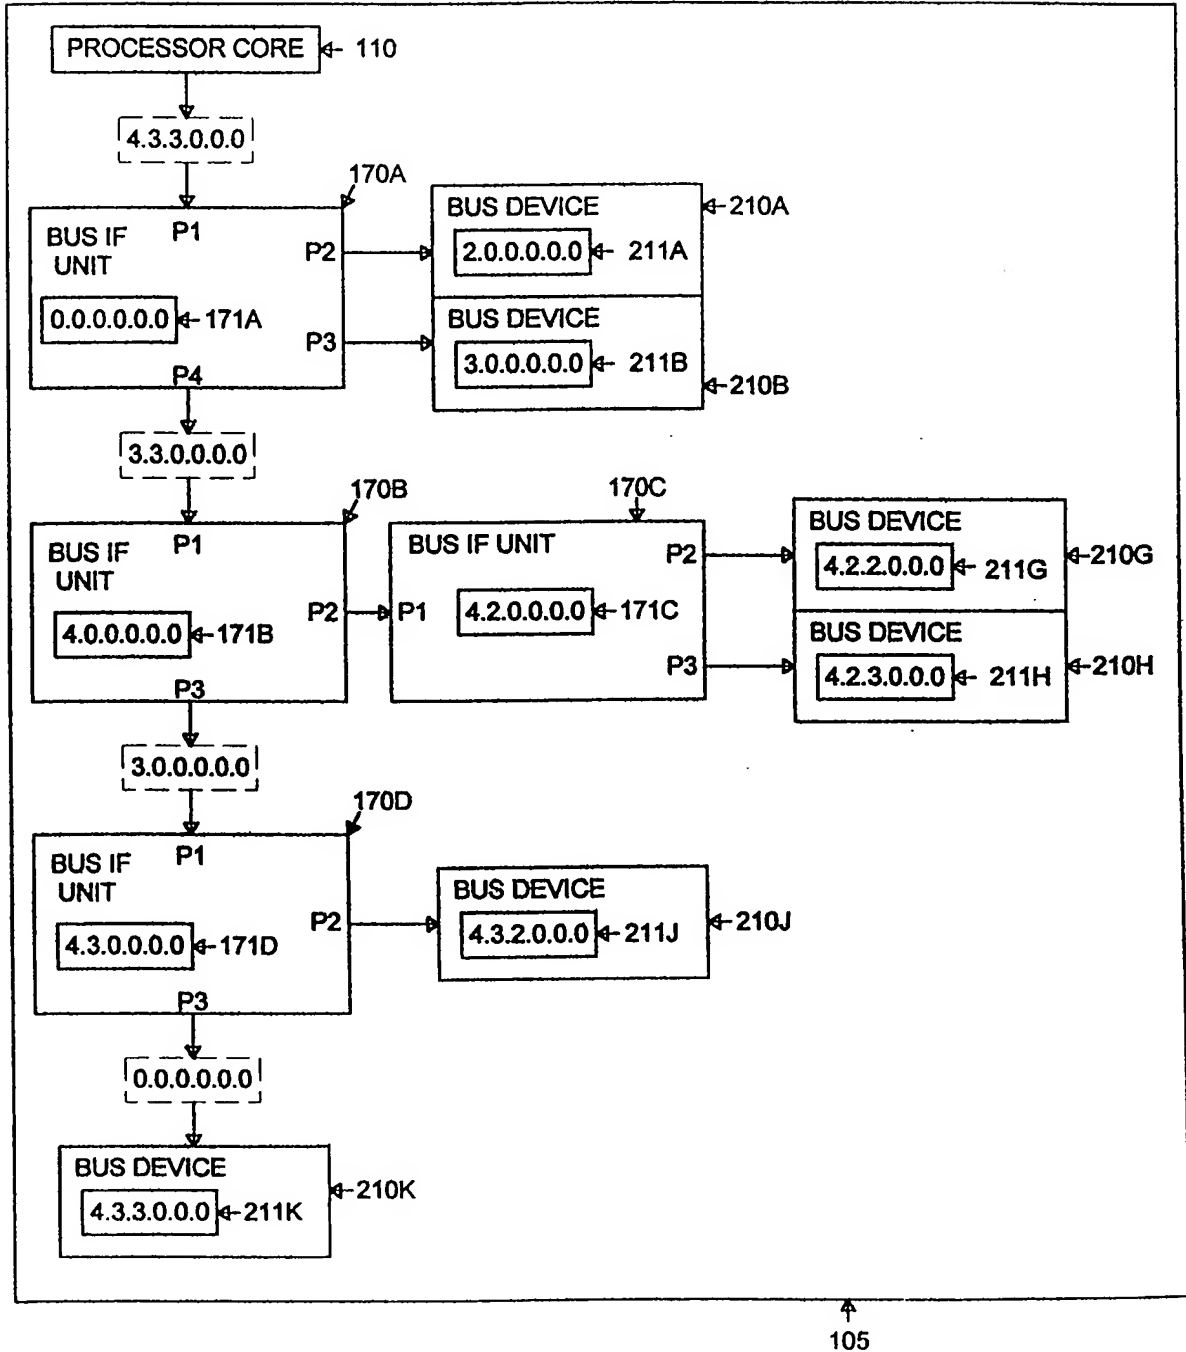 PROCESSOR CORE 110
4.3.3.0.0.0
170A
P1
BUS IF
UNIT
P2
0.0.0.0.0.0 171A
P3
P4
BUS DEVICE 210A
2.0.0.0.0.0 211A
BUS DEVICE
3.0.0.0.0.0 211B
210B
3.3.0.0.0.0
170B
P1
BUS IF
UNIT
P2
4.0.0.0.0.0 171B
P3
170C
BUS IF UNIT
P2
P1
4.2.0.0.0.0 171C
P3
BUS DEVICE
4.2.2.0.0.0 211G
210G
BUS DEVICE
4.2.3.0.0.0 211H
210H
3.0.0.0.0.0
170D
P1
BUS IF
UNIT
P2
4.3.0.0.0.0 171D
P3
BUS DEVICE
4.3.2.0.0.0 211J
210J
0.0.0.0.0.0
BUS DEVICE
4.3.3.0.0.0 211K
210K
105